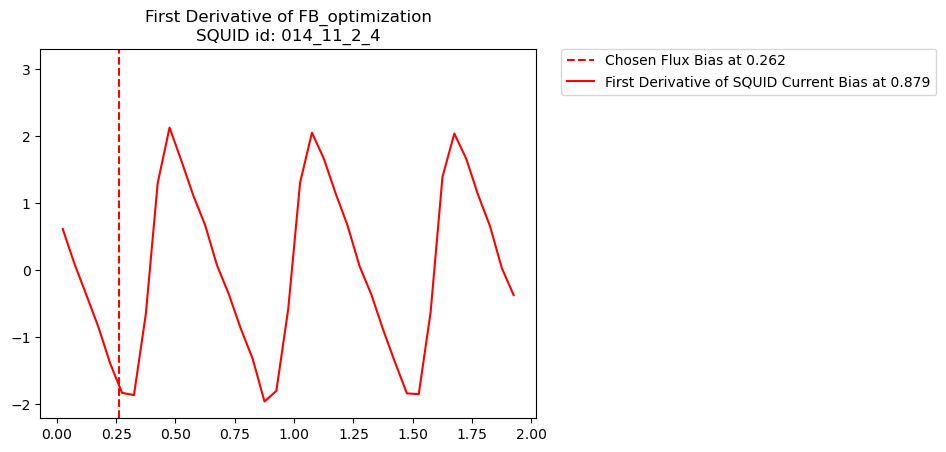 First Derivative of FB_optimization
SQUID id: 014_11_2_4
Chosen Flux Bias at 0.262
First Derivative of SQUID Current Bias at 0.879
3
2
1
0
−1
−2
0.00 0.25 0.50 0.75 1.00 1.25 1.50 1.75 2.00